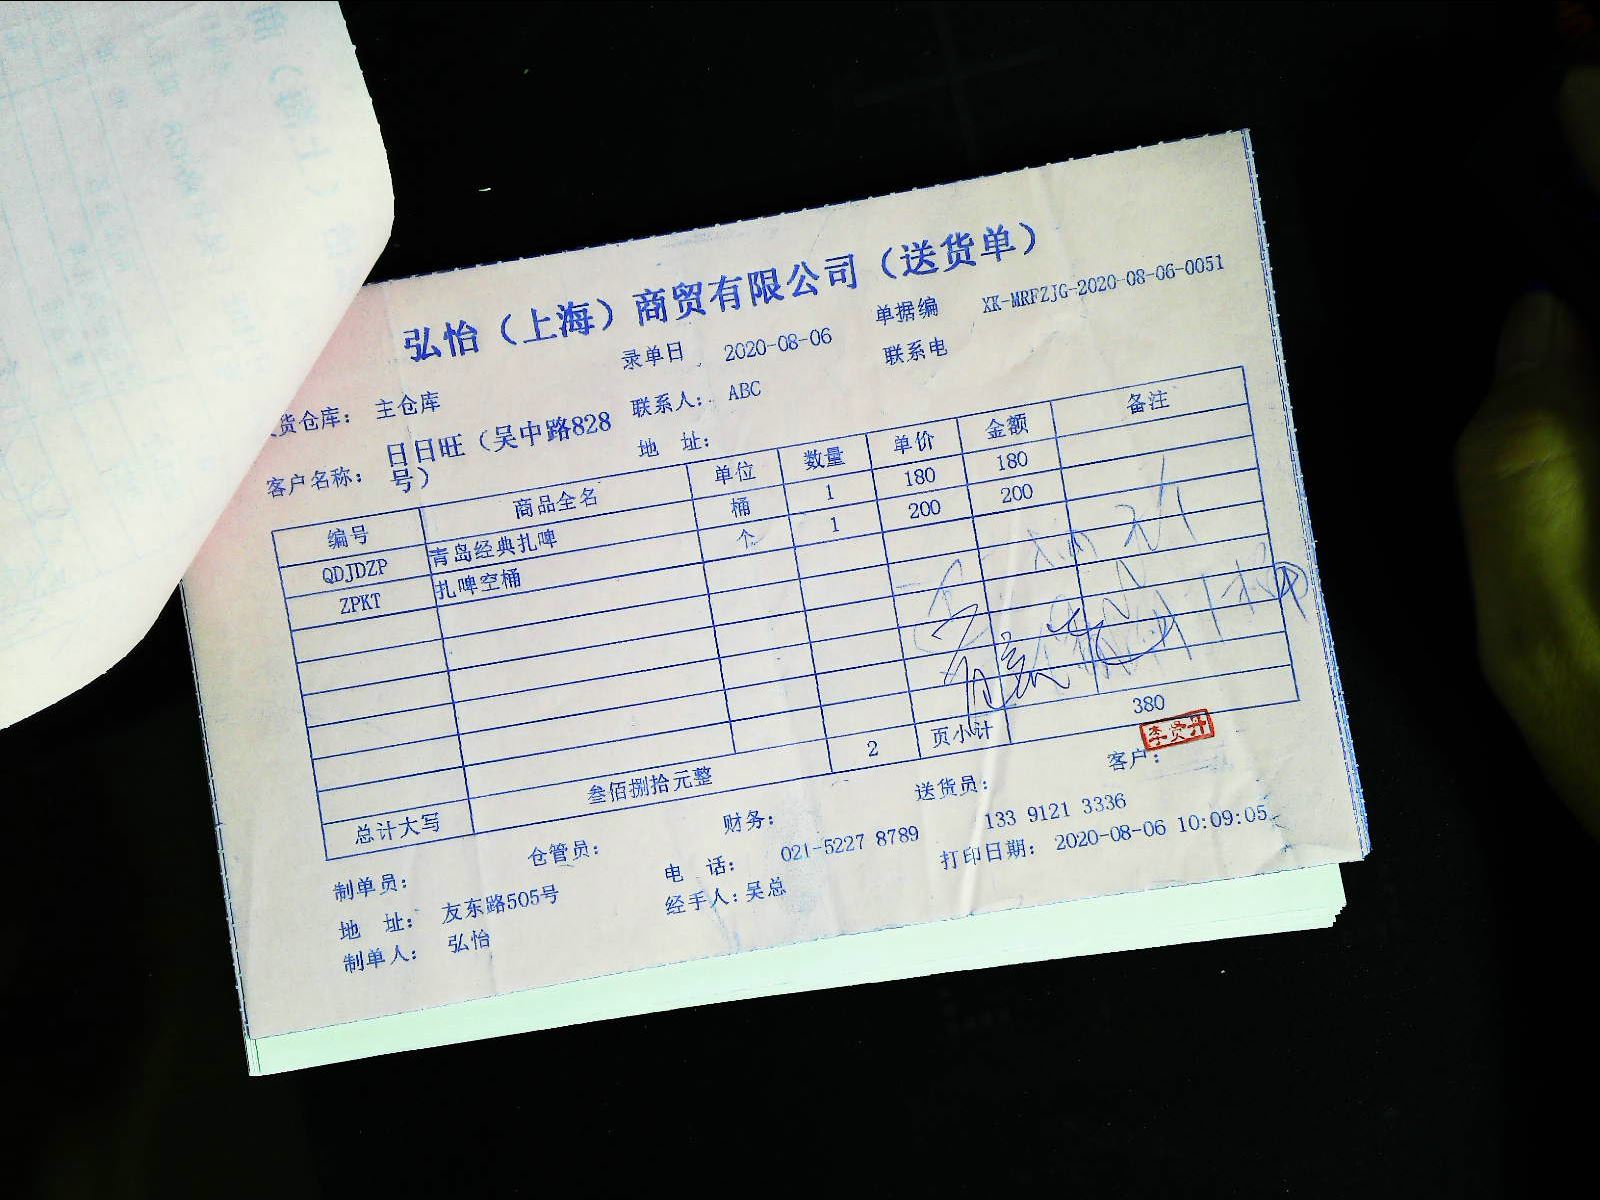 弘怡（上海）商贸有限公司（送货单）
录单日 2020-08-06 单据编 XK-MRFZJG-2020-08-06-0051
货仓库： 主仓库 联系人： ABC 联系电
客户名称： 日日旺（吴中路828号） 地 址：
编号 商品全名 单位 数量 单价 金额 备注
QDJDZP 青岛经典扎啤 桶 1 180 180
ZPKT 扎啤空桶 个 1 200 200
总计大写 叁佰捌拾元整 2 页小计 380
制单员： 仓管员： 财务： 送货员： 客户：
地 址： 友东路505号 电 话： 021-5227 8789 133 9121 3336
制单人： 弘怡 经手人：吴总 打印日期： 2020-08-06 10:09:05